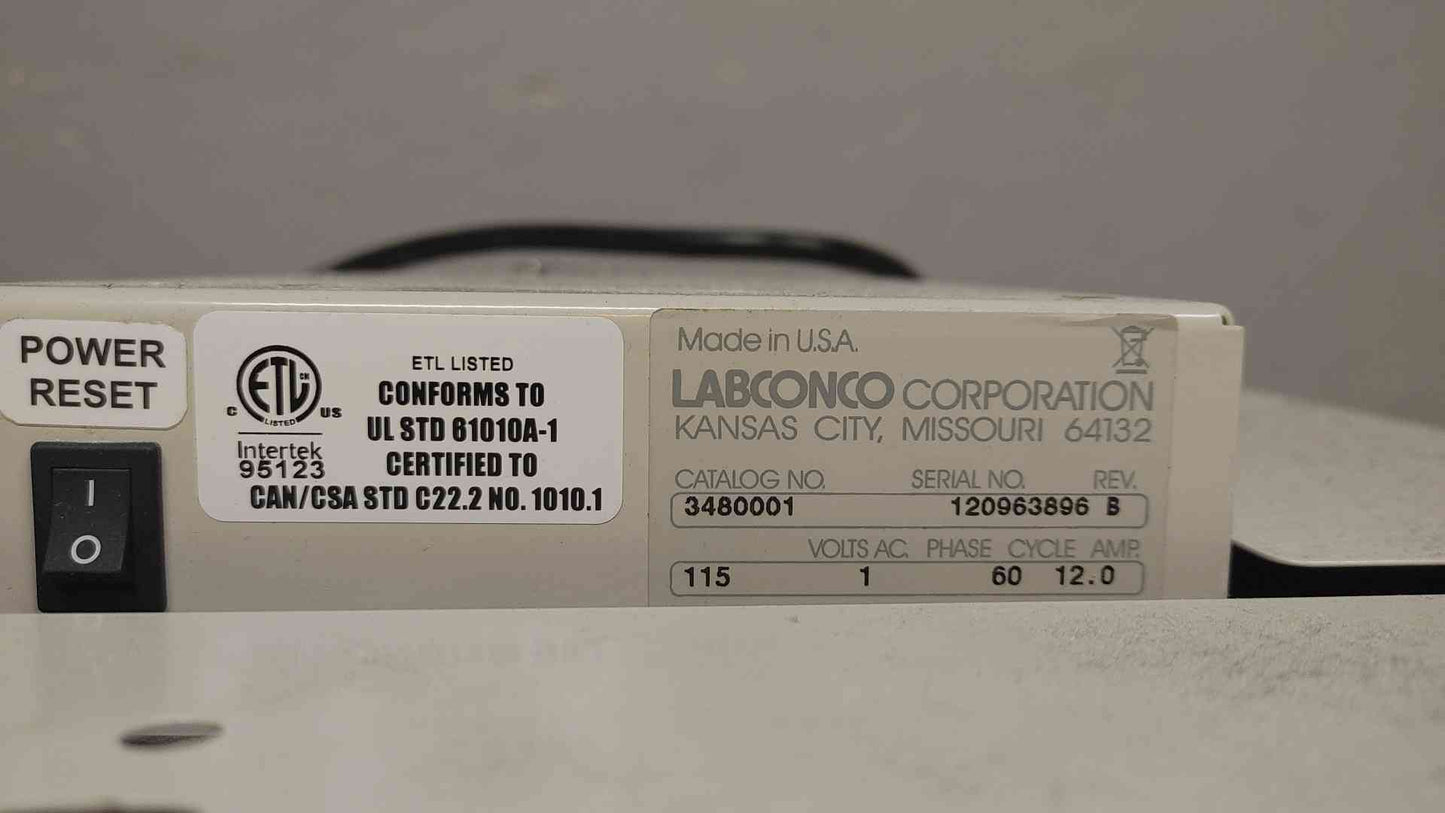 POWER
RESET
I
O
ETL LISTED
CONFORMS TO
UL STD 61010A-1
CERTIFIED TO
CAN/CSA STD C22.2 NO. 1010.1
ETL CM
LISTED
C US
Intertek
95123
Made in U.S.A.
LABCONCO CORPORATION
KANSAS CITY, MISSOURI 64132
CATALOG NO. SERIAL NO. REV.
3480001 120963896 B
VOLTS AC. PHASE CYCLE AMP.
115 1 60 12.0